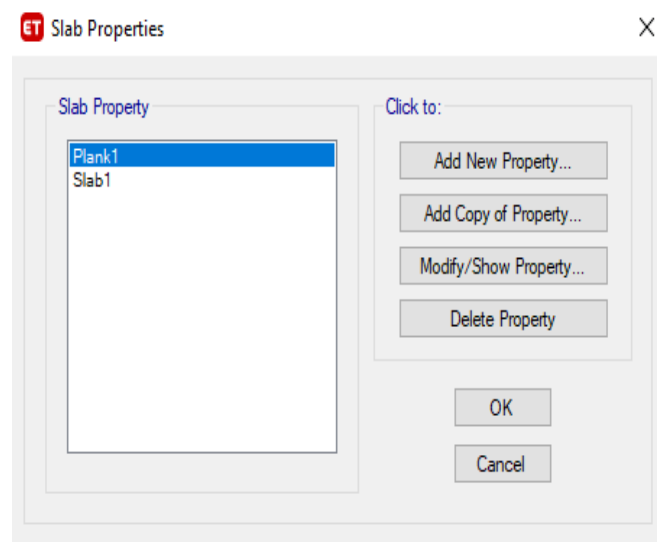 ET Slab Properties
Slab Property
Plank1
Slab1
Click to:
Add New Property...
Add Copy of Property...
Modify/Show Property...
Delete Property
OK
Cancel